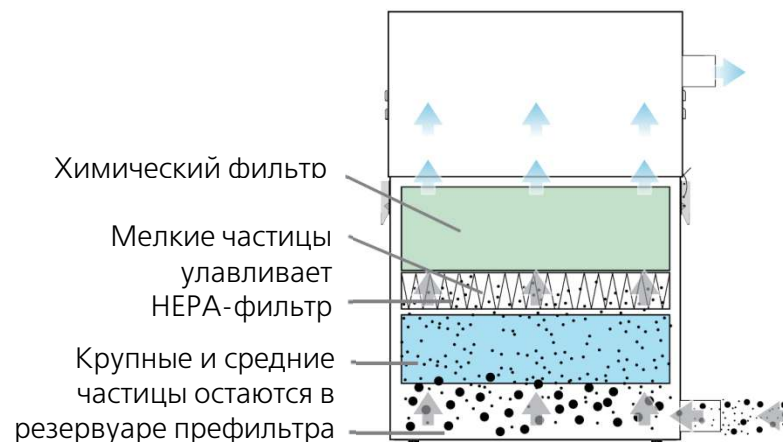 Химический фильтр
Мелкие частицы
улавливает
HEPA-фильтр
Крупные и средние
частицы остаются в
резервуаре префильтра